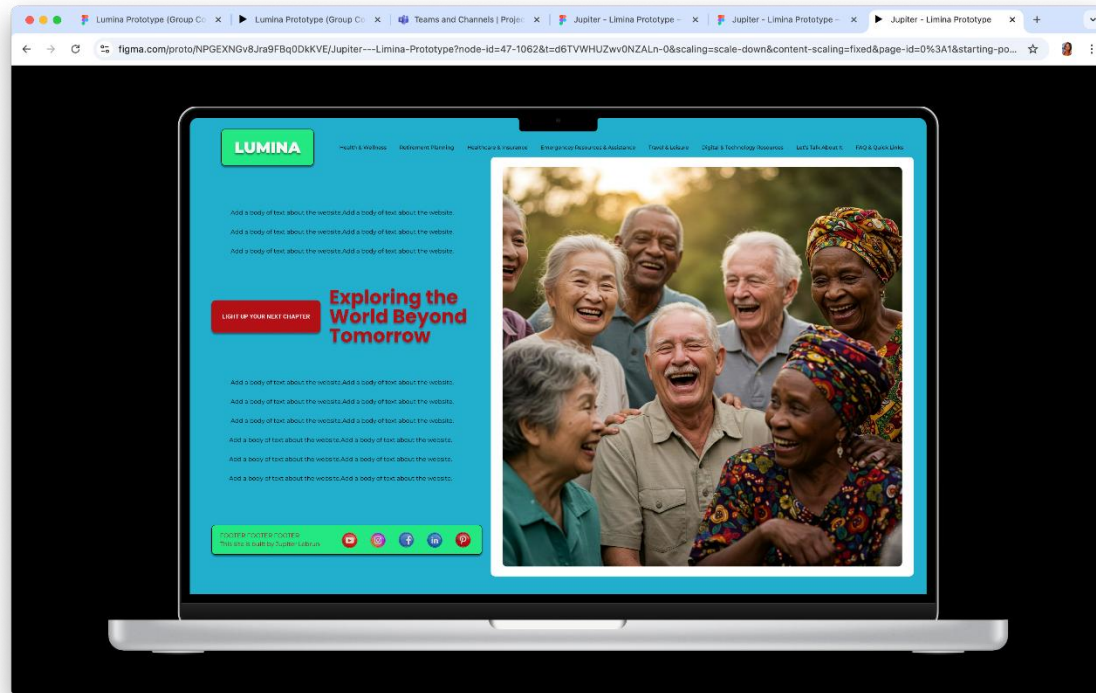 Lumina Prototype (Group Co
Lumina Prototype (Group Co
Teams and Channels | Projec
Jupiter - Limina Prototype –
Jupiter - Limina Prototype –
Jupiter - Limina Prototype
figma.com/proto/NPGEXNGv8Jra9FBq0DkKVE/Jupiter---Limina-Prototype?node-id=47-1062&t=d6TVWHUZwv0NZALn-0&scaling=scale-down&content-scaling=fixed&page-id=0%3A1&starting-po...
LUMINA
Health & Wellness Retirement Planning Healthcare & Insurance Emergencey Resources & Assistance Travel & Leisure Digital & Technology Resources Let's Talk About It FAQ & Quick Links
Add a body of text about the website.Add a body of text about the website.
Add a body of text about the website.Add a body of text about the website.
Add a body of text about the website.Add a body of text about the website.
LIGHT UP YOUR NEXT CHAPTER
Exploring the
World Beyond
Tomorrow
Add a body of text about the website.Add a body of text about the website.
Add a body of text about the website.Add a body of text about the website.
Add a body of text about the website.Add a body of text about the website.
Add a body of text about the website.Add a body of text about the website.
Add a body of text about the website.Add a body of text about the website.
Add a body of text about the website.Add a body of text about the website.
FOOTER FOOTER FOOTER
This site is built by Jupiter Lebrun